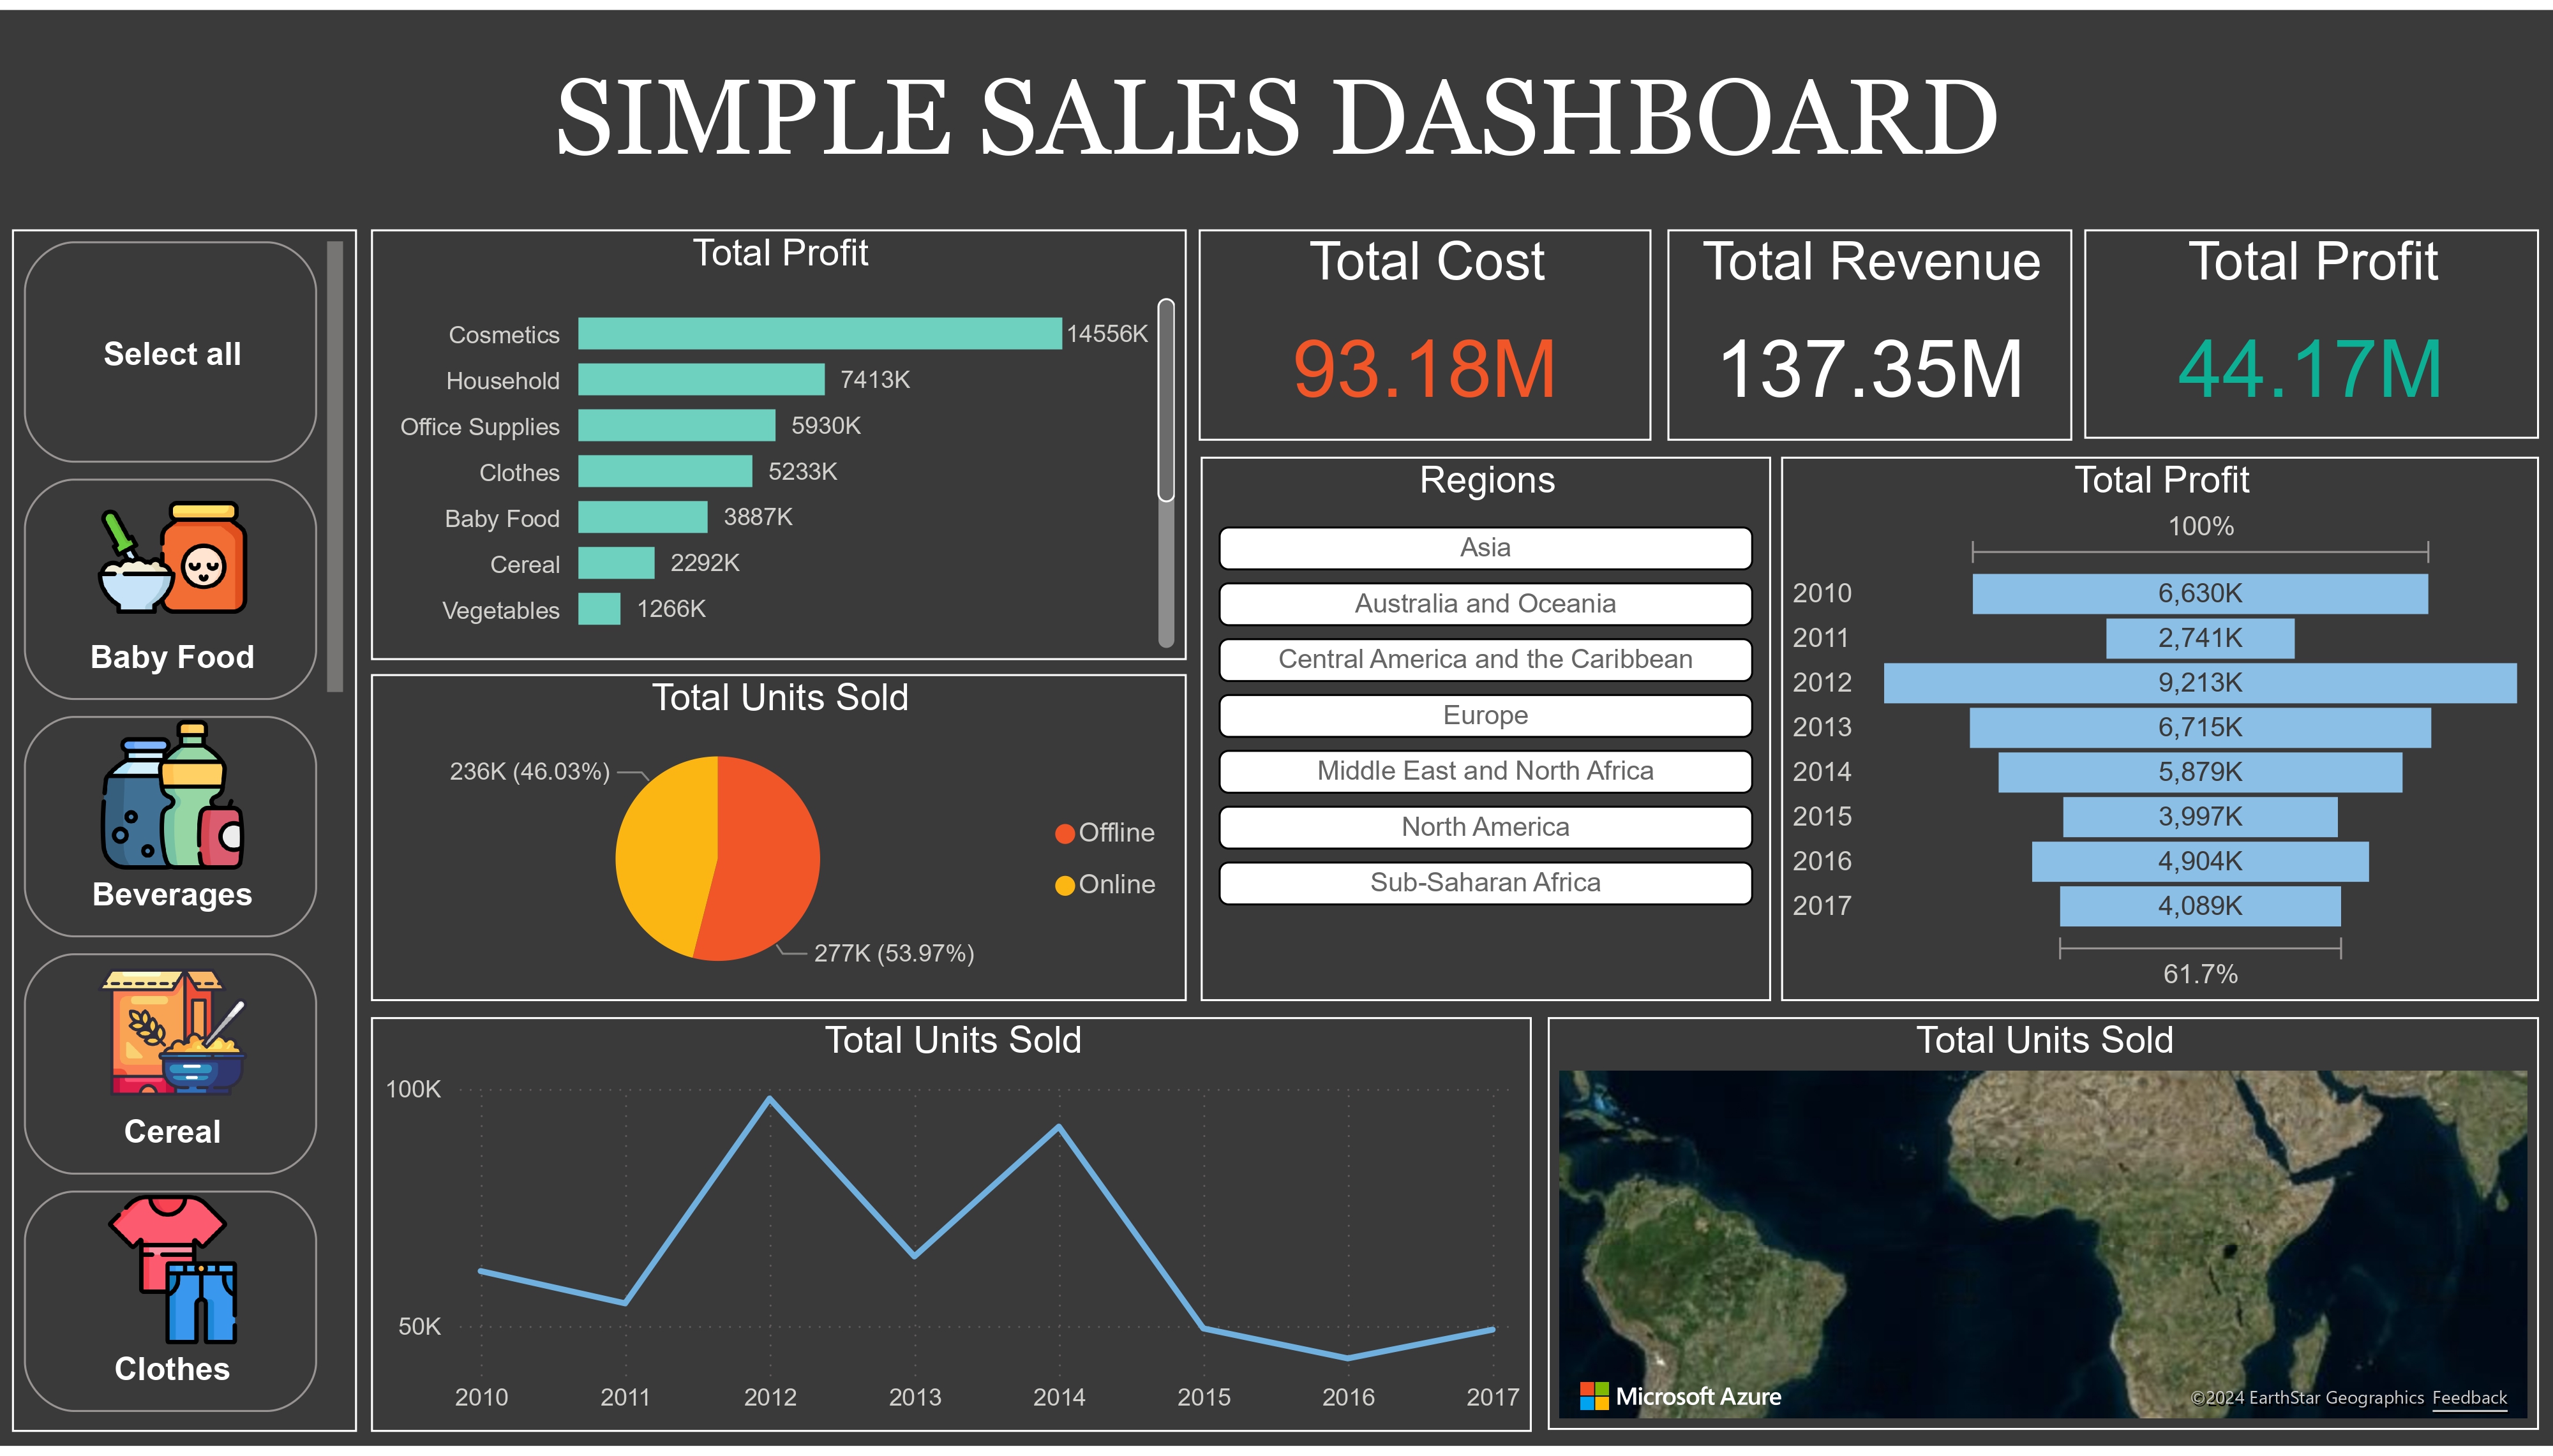 SIMPLE SALES DASHBOARD
Select all
Baby Food
Beverages
Cereal
Clothes
Total Profit
Cosmetics 14556K
Household 7413K
Office Supplies 5930K
Clothes 5233K
Baby Food 3887K
Cereal 2292K
Vegetables 1266K
Total Cost
93.18M
Total Revenue
137.35M
Total Profit
44.17M
Total Units Sold
236K (46.03%)
277K (53.97%)
Offline
Online
Regions
Asia
Australia and Oceania
Central America and the Caribbean
Europe
Middle East and North Africa
North America
Sub-Saharan Africa
Total Profit
100%
2010 6,630K
2011 2,741K
2012 9,213K
2013 6,715K
2014 5,879K
2015 3,997K
2016 4,904K
2017 4,089K
61.7%
Total Units Sold
100K
50K
2010 2011 2012 2013 2014 2015 2016 2017
Total Units Sold
Microsoft Azure
©2024 EarthStar Geographics Feedback